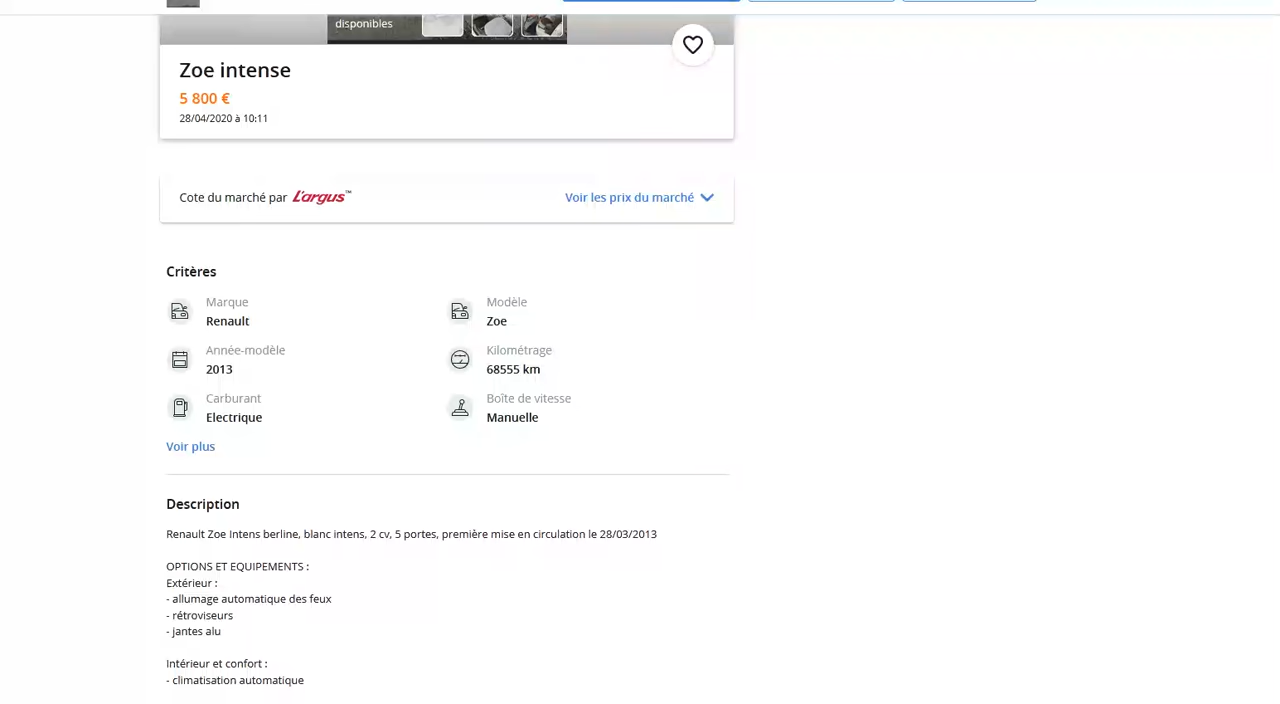 disponibles
Zoe intense
5 800 €
28/04/2020 à 10:11
Cote du marché par L'argus™ Voir les prix du marché
Critères
Marque Modèle
Renault Zoe
Année-modèle Kilométrage
2013 68555 km
Carburant Boîte de vitesse
Electrique Manuelle
Voir plus
Description
Renault Zoe Intens berline, blanc intens, 2 cv, 5 portes, première mise en circulation le 28/03/2013
OPTIONS ET EQUIPEMENTS :
Extérieur :
- allumage automatique des feux
- rétroviseurs
- jantes alu
Intérieur et confort :
- climatisation automatique